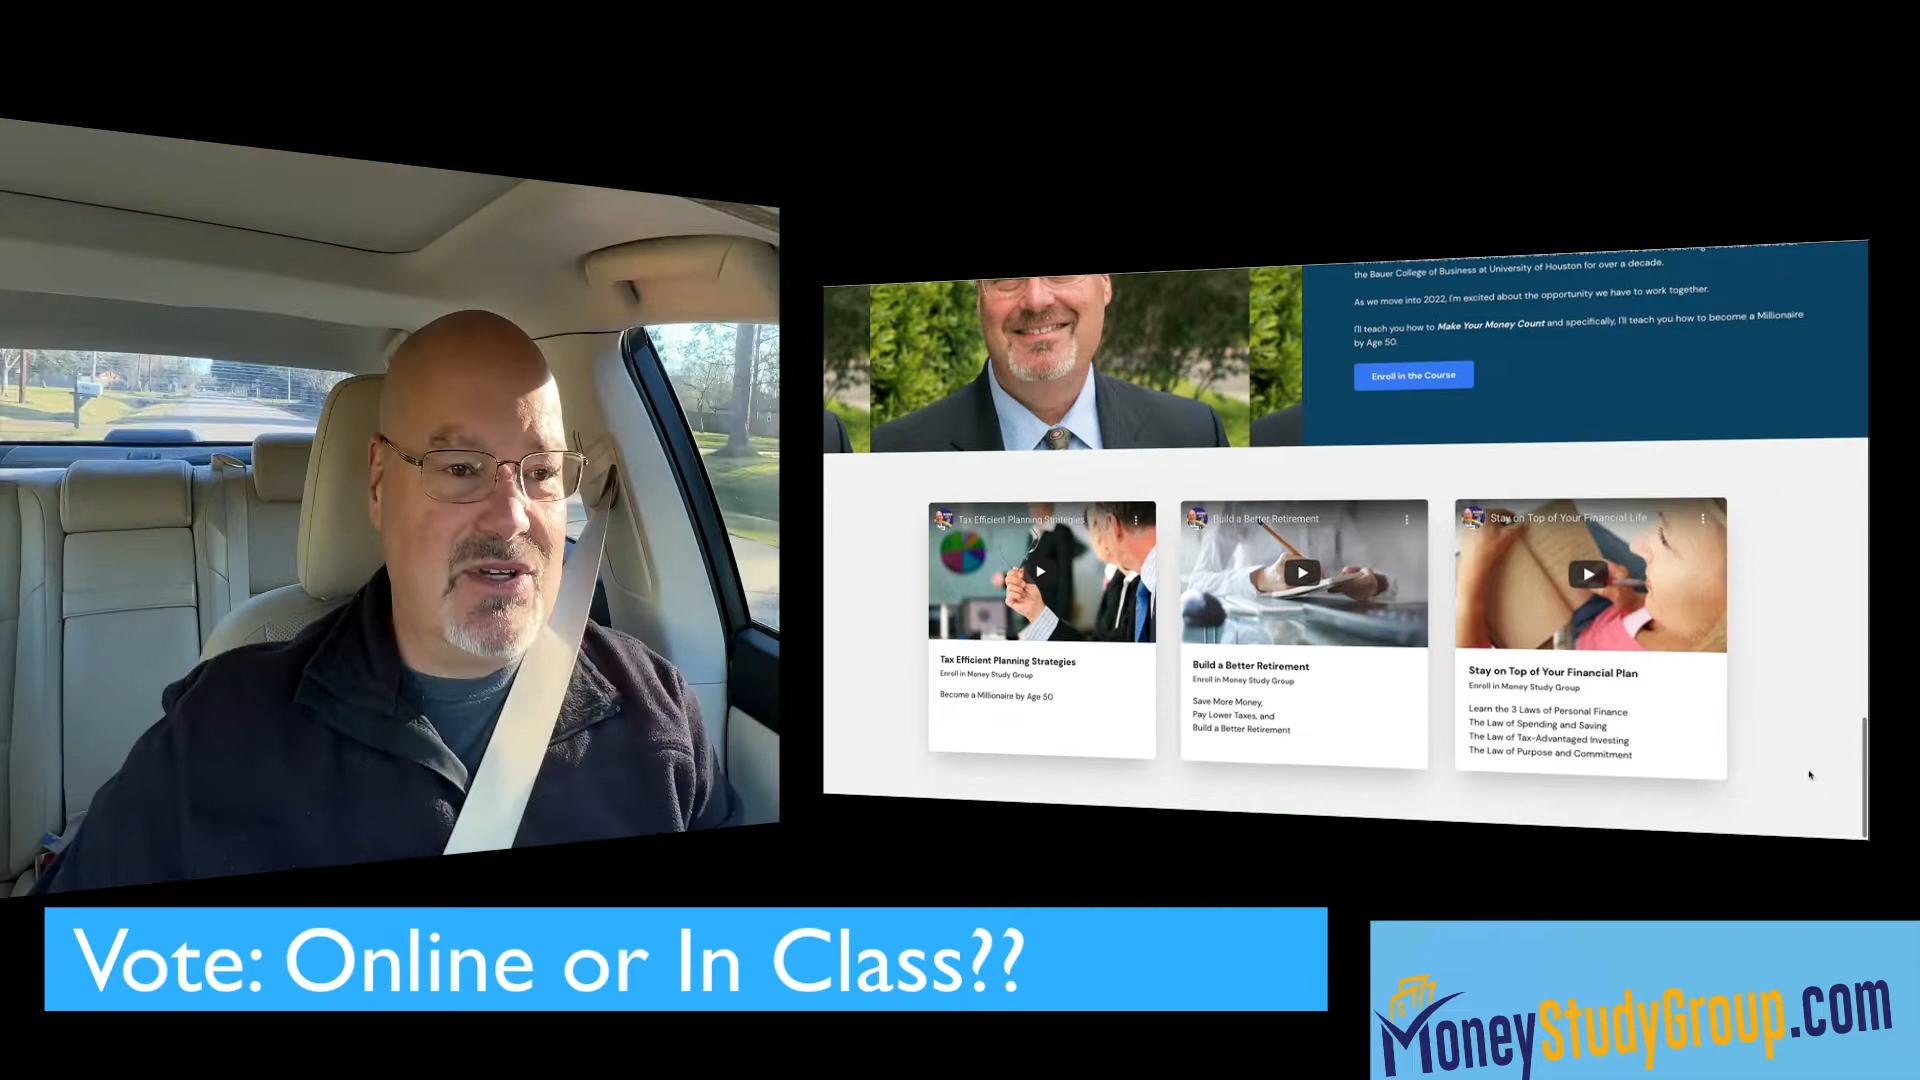 the Bauer College of Business at University of Houston for over a decade.
As we move into 2022, I'm excited about the opportunity we have to work together.
I'll teach you how to Make Your Money Count and specifically, I'll teach you how to become a Millionaire
by Age 50.
Enroll in the Course
Tax Efficient Planning Strategies
Build a Better Retirement
Stay on Top of Your Financial Life
Tax Efficient Planning Strategies
Enroll in Money Study Group
Become a Millionaire by Age 50
Build a Better Retirement
Enroll in Money Study Group
Save More Money,
Pay Lower Taxes, and
Build a Better Retirement
Stay on Top of Your Financial Plan
Enroll in Money Study Group
Learn the 3 Laws of Personal Finance
The Law of Spending and Saving
The Law of Tax-Advantaged Investing
The Law of Purpose and Commitment
Vote: Online or In Class??
MoneyStudyGroup.com